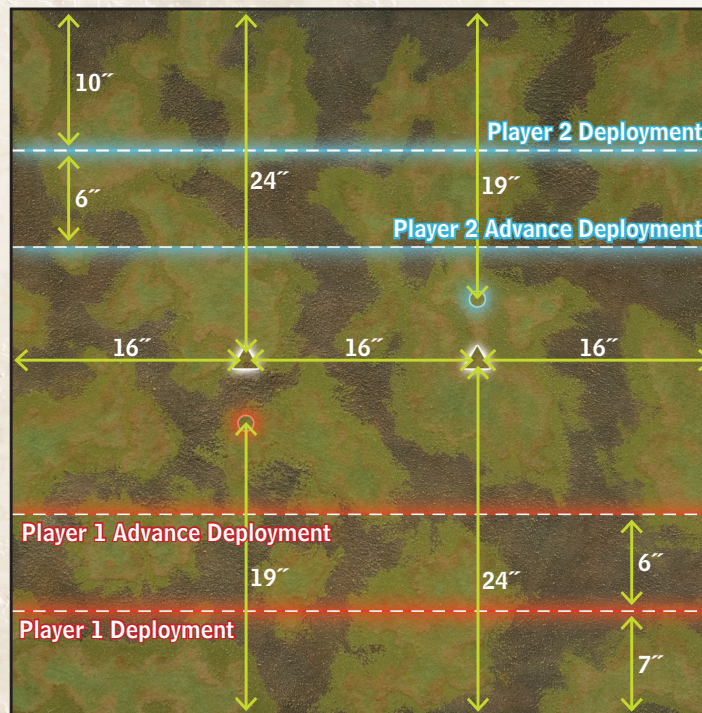 10˝
Player 2 Deployment
24˝
19˝
6˝
Player 2 Advance Deployment
16˝
16˝
16˝
Player 1 Advance Deployment
6˝
19˝
24˝
Player 1 Deployment
7˝